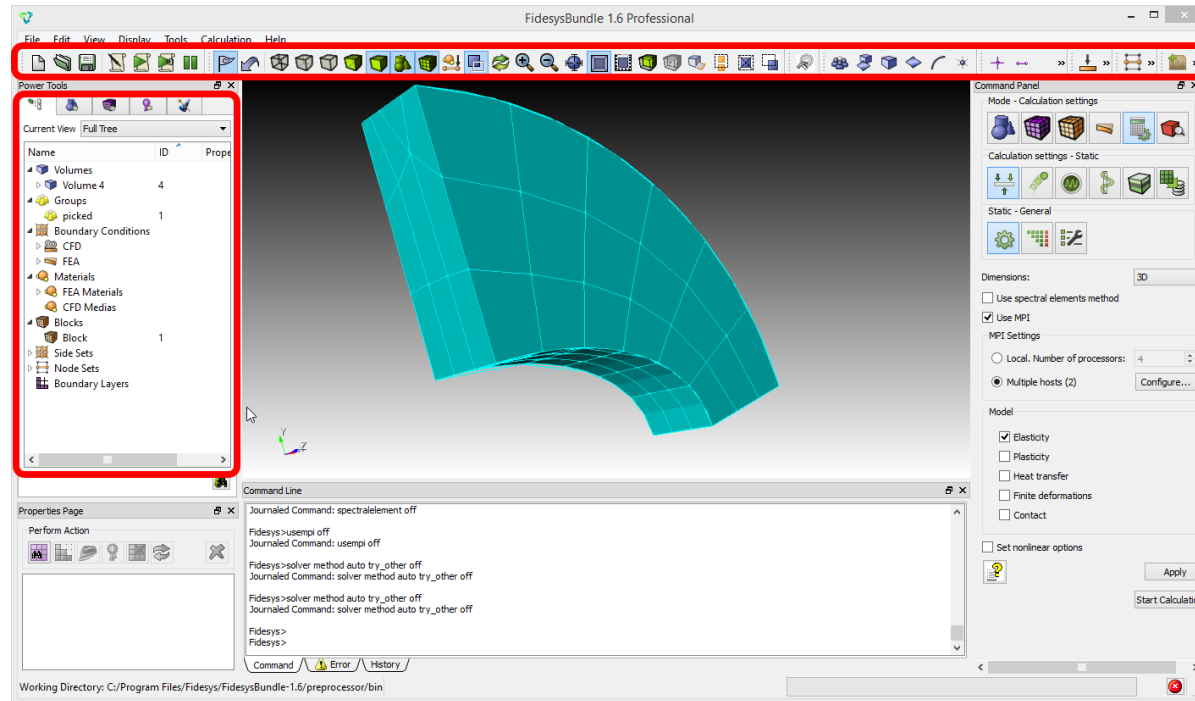 FidesysBundle 1.6 Professional
File Edit View Display Tools Calculation Help
Power Tools
Current View Full Tree
Name ID Prope
Volumes
Volume 4 4
Groups
picked 1
Boundary Conditions
CFD
FEA
Materials
FEA Materials
CFD Medias
Blocks
Block 1
Side Sets
Node Sets
Boundary Layers
Properties Page
Perform Action
Y
Z
Command Line
Journaled Command: spectralelement off
Fidesys>usempi off
Journaled Command: usempi off
Fidesys>solver method auto try_other off
Journaled Command: solver method auto try_other off
Fidesys>solver method auto try_other off
Journaled Command: solver method auto try_other off
Fidesys>
Fidesys>
Command Error History
Command Panel
Mode - Calculation settings
Calculation settings - Static
Static - General
Dimensions: 3D
Use spectral elements method
Use MPI
MPI Settings
Local. Number of processors: 4
Multiple hosts (2) Configure...
Model
Elasticity
Plasticity
Heat transfer
Finite deformations
Contact
Set nonlinear options
Apply
Start Calculatio
Working Directory: C:/Program Files/Fidesys/FidesysBundle-1.6/preprocessor/bin